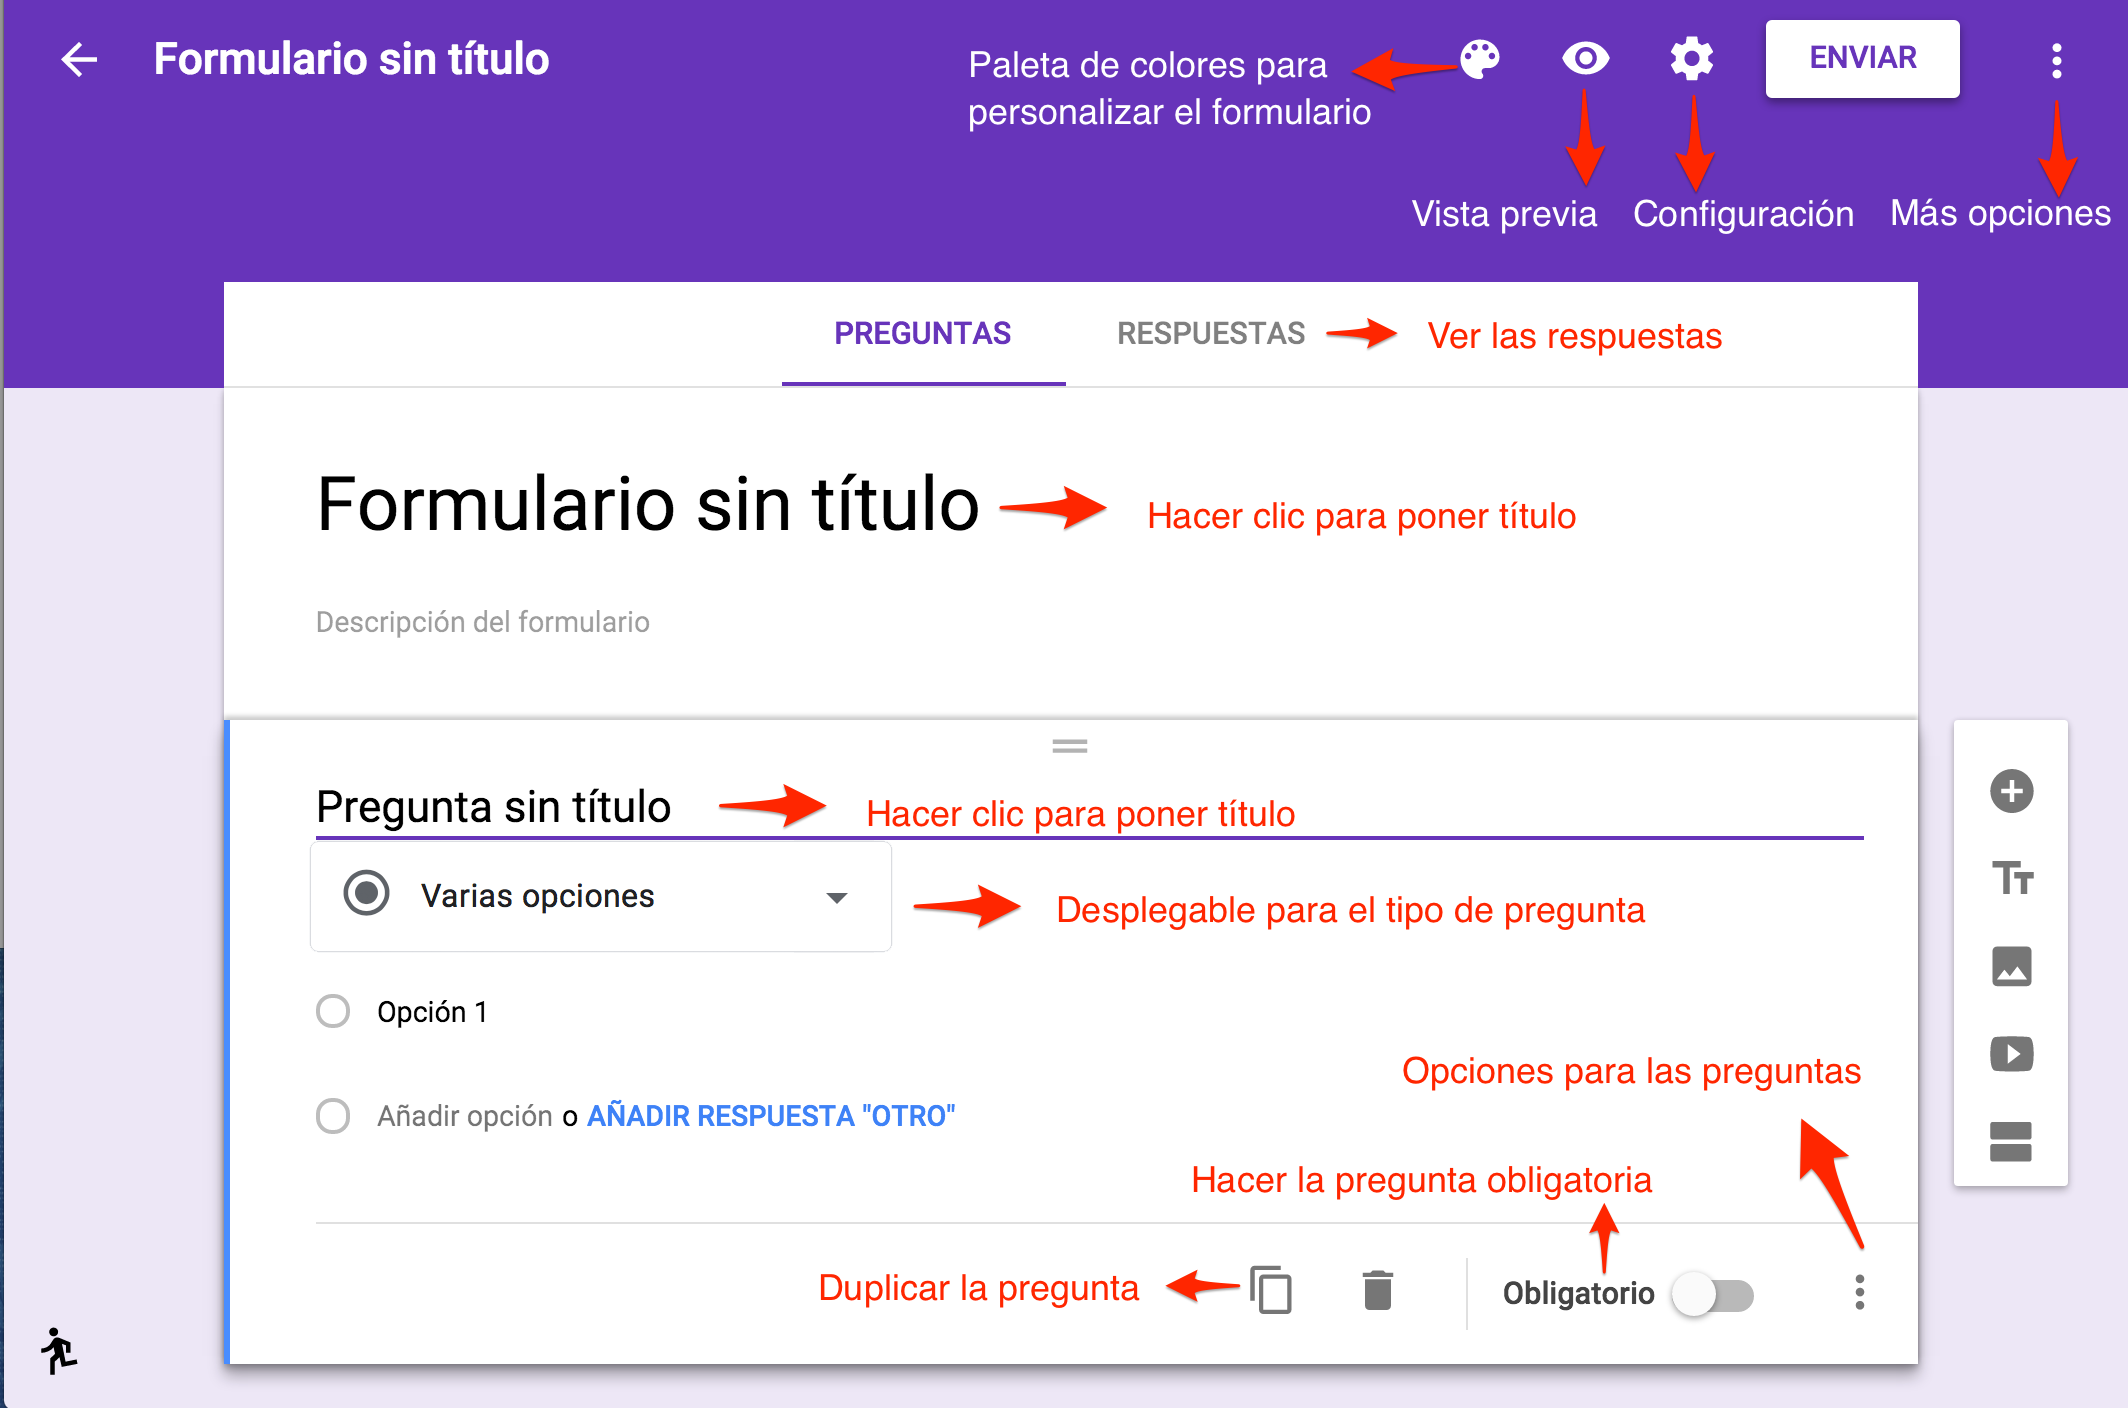 Formulario sin título
Paleta de colores para
personalizar el formulario
ENVIAR
Vista previa
Configuración
Más opciones
PREGUNTAS
RESPUESTAS
Ver las respuestas
Formulario sin título
Hacer clic para poner título
Descripción del formulario
Pregunta sin título
Hacer clic para poner título
Varias opciones
Desplegable para el tipo de pregunta
Opción 1
Opciones para las preguntas
Añadir opción o AÑADIR RESPUESTA "OTRO"
Hacer la pregunta obligatoria
Duplicar la pregunta
Obligatorio
Tt